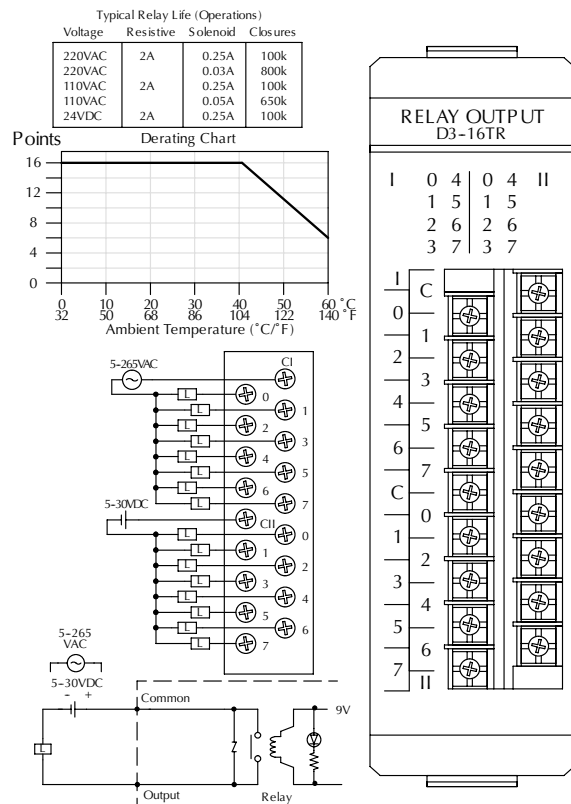 Typical Relay Life (Operations)
Voltage Resistive Solenoid Closures
220VAC 2A 0.25A 100k
220VAC 0.03A 800k
110VAC 2A 0.25A 100k
110VAC 0.05A 650k
24VDC 2A 0.25A 100k
Points Derating Chart
16
12
8
4
0
0 10 20 30 40 50 60˚C
32 50 68 86 104 122 140˚F
Ambient Temperature (˚C/˚F)
5-265VAC
CI
L 0
L 1
L 2
L 3
L 4
L 5
L 6
L 7
5-30VDC
CII
L 0
L 1
L 2
L 3
L 4
L 5
L 6
L 7
5-265
VAC
5-30VDC
- +
L
Common
Output
Relay
9V
RELAY OUTPUT
D3-16TR
I 0 4 0 4 II
1 5 1 5
2 6 2 6
3 7 3 7
I
C
0
1
2
3
4
5
6
7
C
0
1
2
3
4
5
6
7
II